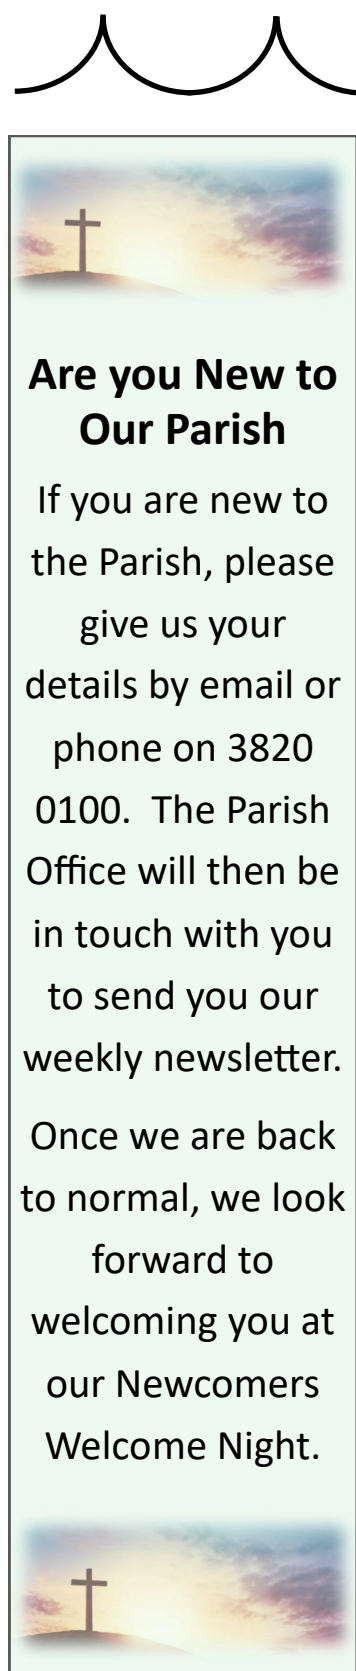 Are you New to
Our Parish
If you are new to
the Parish, please
give us your
details by email or
phone on 3820
0100.  The Parish
Office will then be
in touch with you
to send you our
weekly newsletter.
Once we are back
to normal, we look
forward to
welcoming you at
our Newcomers
Welcome Night.